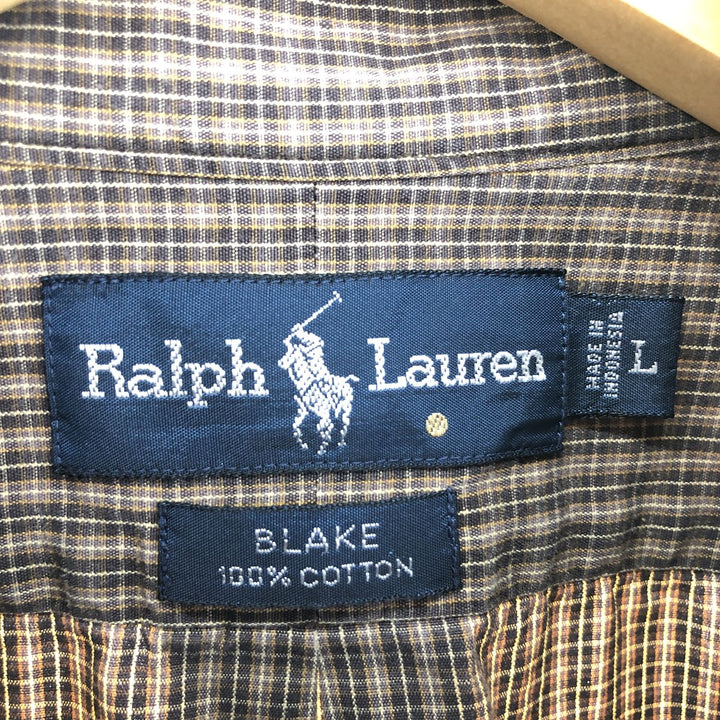 Ralph Lauren
MADE IN
INDONESIA
L
BLAKE
100% COTTON